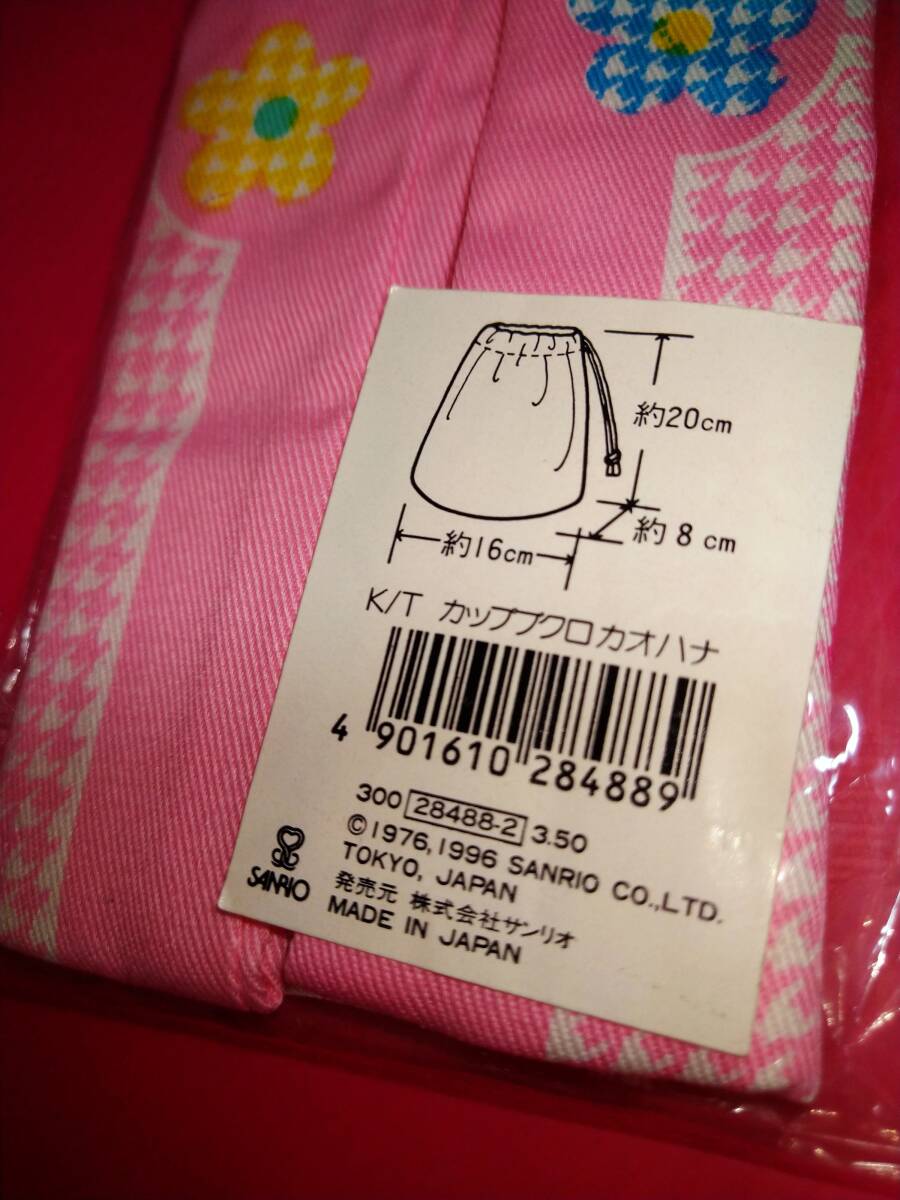 約20cm
約8cm
約16cm
K/T カップブクロカオハナ
4 901610 284889
300 28488-2 3.50
©1976,1996 SANRIO CO.,LTD.
TOKYO, JAPAN
SANRIO
発売元 株式会社サンリオ
MADE IN JAPAN